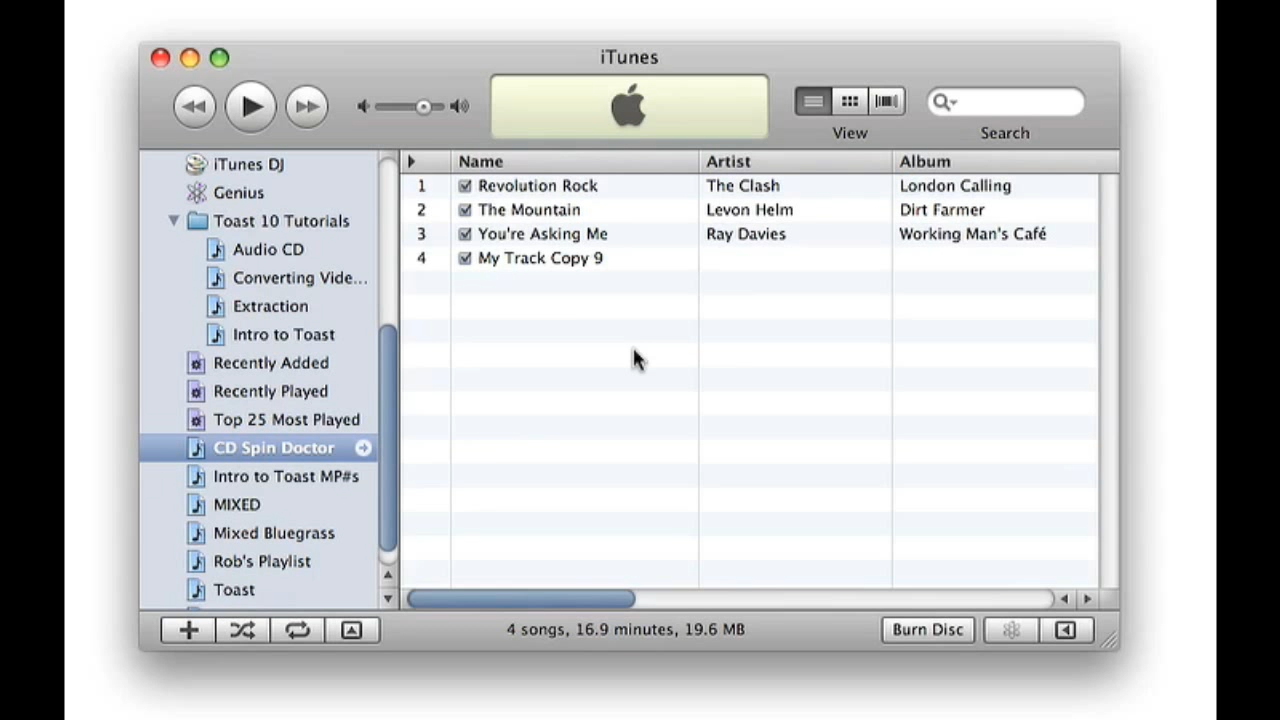 iTunes
View
Search
iTunes DJ
Genius
Toast 10 Tutorials
Audio CD
Converting Vide...
Extraction
Intro to Toast
Recently Added
Recently Played
Top 25 Most Played
CD Spin Doctor
Intro to Toast MP#s
MIXED
Mixed Bluegrass
Rob's Playlist
Toast
Name Artist Album
1 Revolution Rock The Clash London Calling
2 The Mountain Levon Helm Dirt Farmer
3 You're Asking Me Ray Davies Working Man's Café
4 My Track Copy 9
4 songs, 16.9 minutes, 19.6 MB
Burn Disc